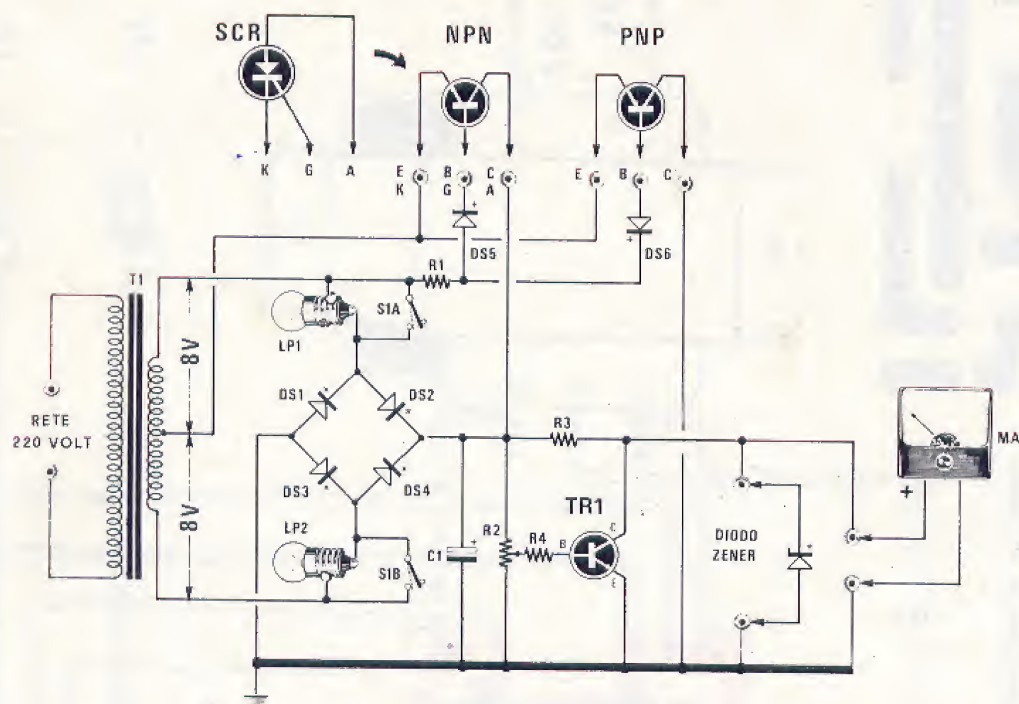 SCR
NPN
PNP
K G A
E
K
B
G
C
A
E B C
DS5
DS6
T1
R1
S1A
8V
LP1
RETE
220 VOLT
DS1
DS2
R3
MA
DS3
DS4
TR1
8V
LP2
S1B
C1
R2
R4
B
C
E
DIODO
ZENER